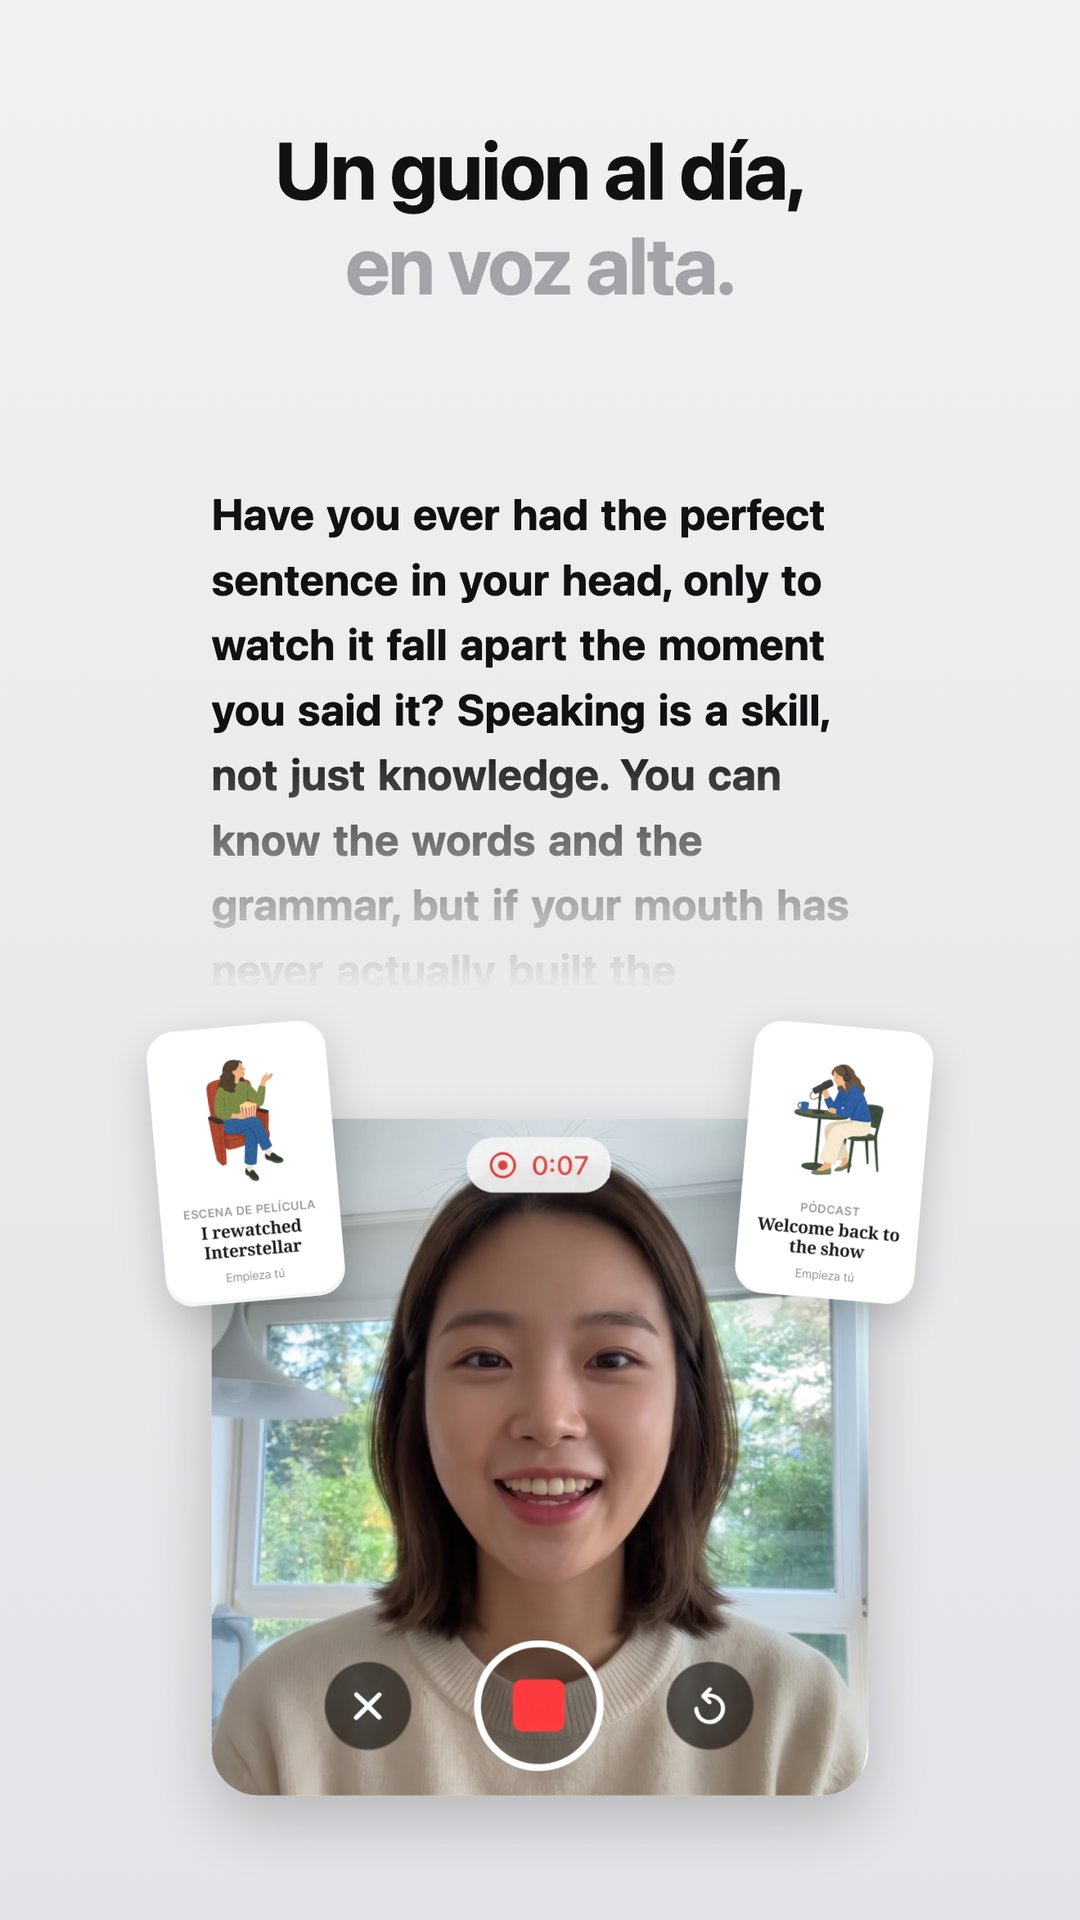 Un guion al día,
en voz alta.
Have you ever had the perfect
sentence in your head, only to
watch it fall apart the moment
you said it? Speaking is a skill,
not just knowledge. You can
know the words and the
grammar, but if your mouth has
never actually built the
ESCENA DE PELÍCULA
I rewatched
Interstellar
Empieza tú
PÓDCAST
Welcome back to
the show
Empieza tú
0:07